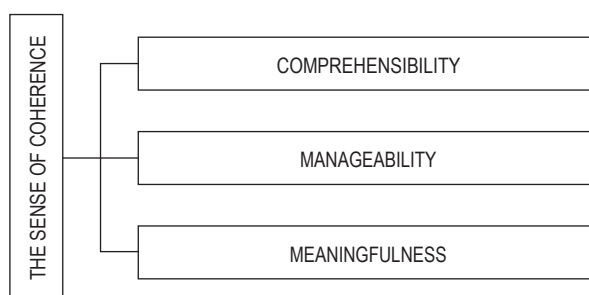 THE SENSE OF COHERENCE
COMPREHENSIBILITY
MANAGEABILITY
MEANINGFULNESS